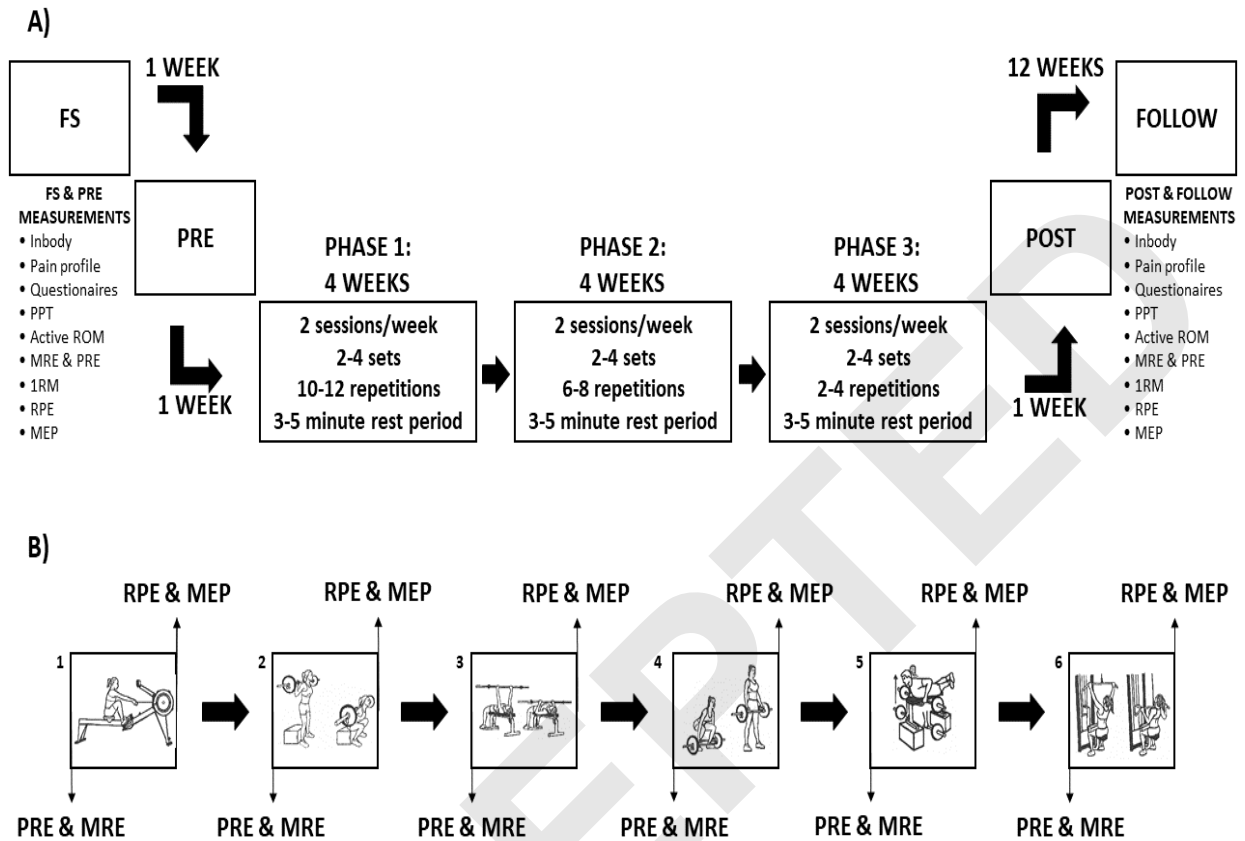 A)
1 WEEK
12 WEEKS
FS
FOLLOW
FS & PRE
MEASUREMENTS
• Inbody
• Pain profile
• Questionaires
• PPT
• Active ROM
• MRE & PRE
• 1RM
• RPE
• MEP
PRE
1 WEEK
PHASE 1:
4 WEEKS
2 sessions/week
2-4 sets
10-12 repetitions
3-5 minute rest period
PHASE 2:
4 WEEKS
2 sessions/week
2-4 sets
6-8 repetitions
3-5 minute rest period
PHASE 3:
4 WEEKS
2 sessions/week
2-4 sets
2-4 repetitions
3-5 minute rest period
POST
1 WEEK
POST & FOLLOW
MEASUREMENTS
• Inbody
• Pain profile
• Questionaires
• PPT
• Active ROM
• MRE & PRE
• 1RM
• RPE
• MEP
B)
RPE & MEP
RPE & MEP
RPE & MEP
RPE & MEP
RPE & MEP
RPE & MEP
1
2
3
4
5
6
PRE & MRE
PRE & MRE
PRE & MRE
PRE & MRE
PRE & MRE
PRE & MRE
EPTED